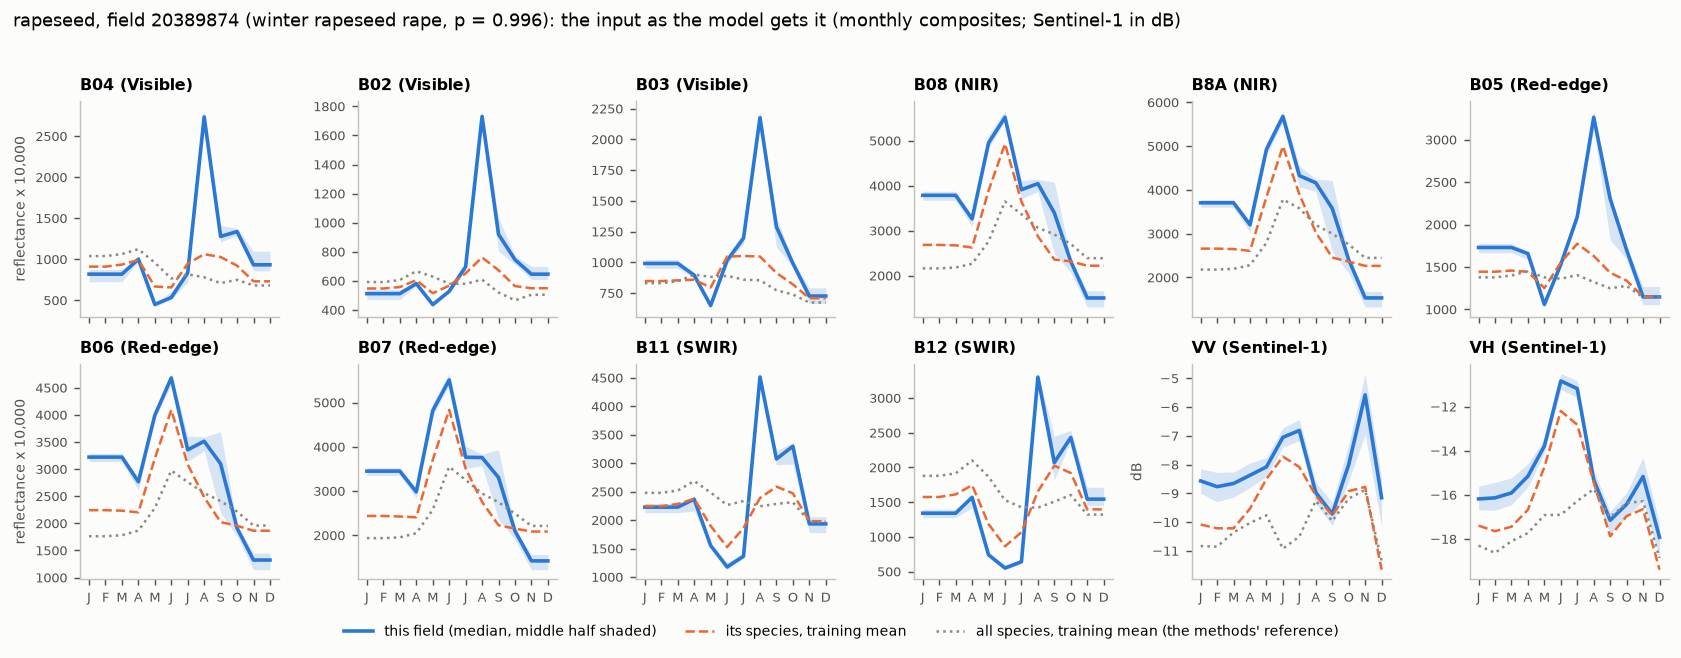 rapeseed, field 20389874 (winter rapeseed rape, p = 0.996): the input as the model gets it (monthly composites; Sentinel-1 in dB)
B04 (Visible) B02 (Visible) B03 (Visible) B08 (NIR) B8A (NIR) B05 (Red-edge)
reflectance x 10,000
2500 2000 1500 1000 500
1800 1600 1400 1200 1000 800 600 400
2250 2000 1750 1500 1250 1000 750
5000 4000 3000 2000
6000 5000 4000 3000 2000
3000 2500 2000 1500 1000
B06 (Red-edge) B07 (Red-edge) B11 (SWIR) B12 (SWIR) VV (Sentinel-1) VH (Sentinel-1)
reflectance x 10,000
4500 4000 3500 3000 2500 2000 1500 1000
5000 4000 3000 2000
4500 4000 3500 3000 2500 2000 1500 1000
3000 2500 2000 1500 1000 500
dB
−5 −6 −7 −8 −9 −10 −11
−12 −14 −16 −18
J F M A M J J A S O N D J F M A M J J A S O N D J F M A M J J A S O N D J F M A M J J A S O N D J F M A M J J A S O N D J F M A M J J A S O N D
this field (median, middle half shaded) its species, training mean all species, training mean (the methods' reference)